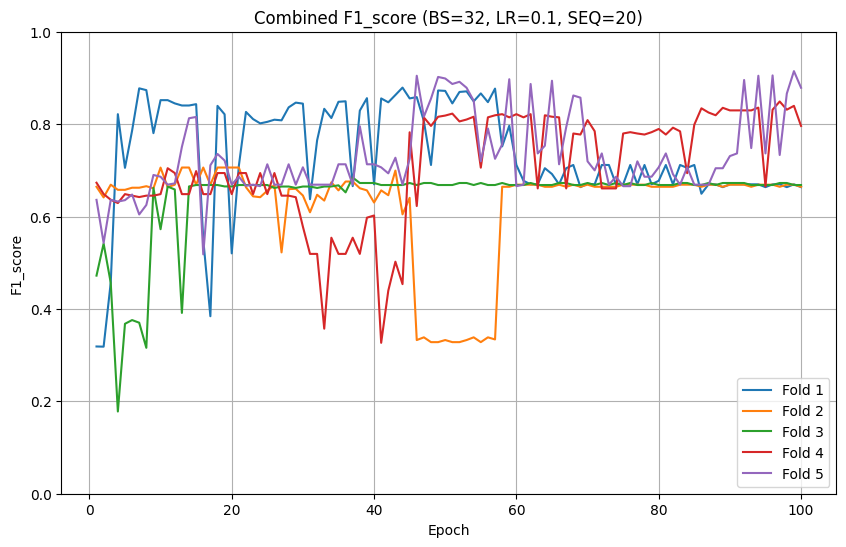 Combined F1_score (BS=32, LR=0.1, SEQ=20)
1.0
0.8
0.6
0.4
0.2
0.0
F1_score
0 20 40 60 80 100
Epoch
Fold 1
Fold 2
Fold 3
Fold 4
Fold 5